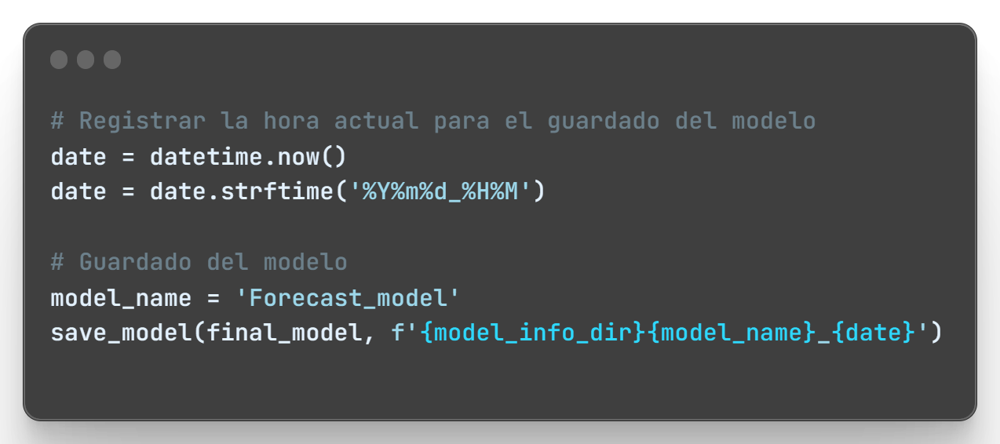 # Registrar la hora actual para el guardado del modelo
date = datetime.now()
date = date.strftime('%Y%m%d_%H%M')
# Guardado del modelo
model_name = 'Forecast_model'
save_model(final_model, f'{model_info_dir}{model_name}_{date}')